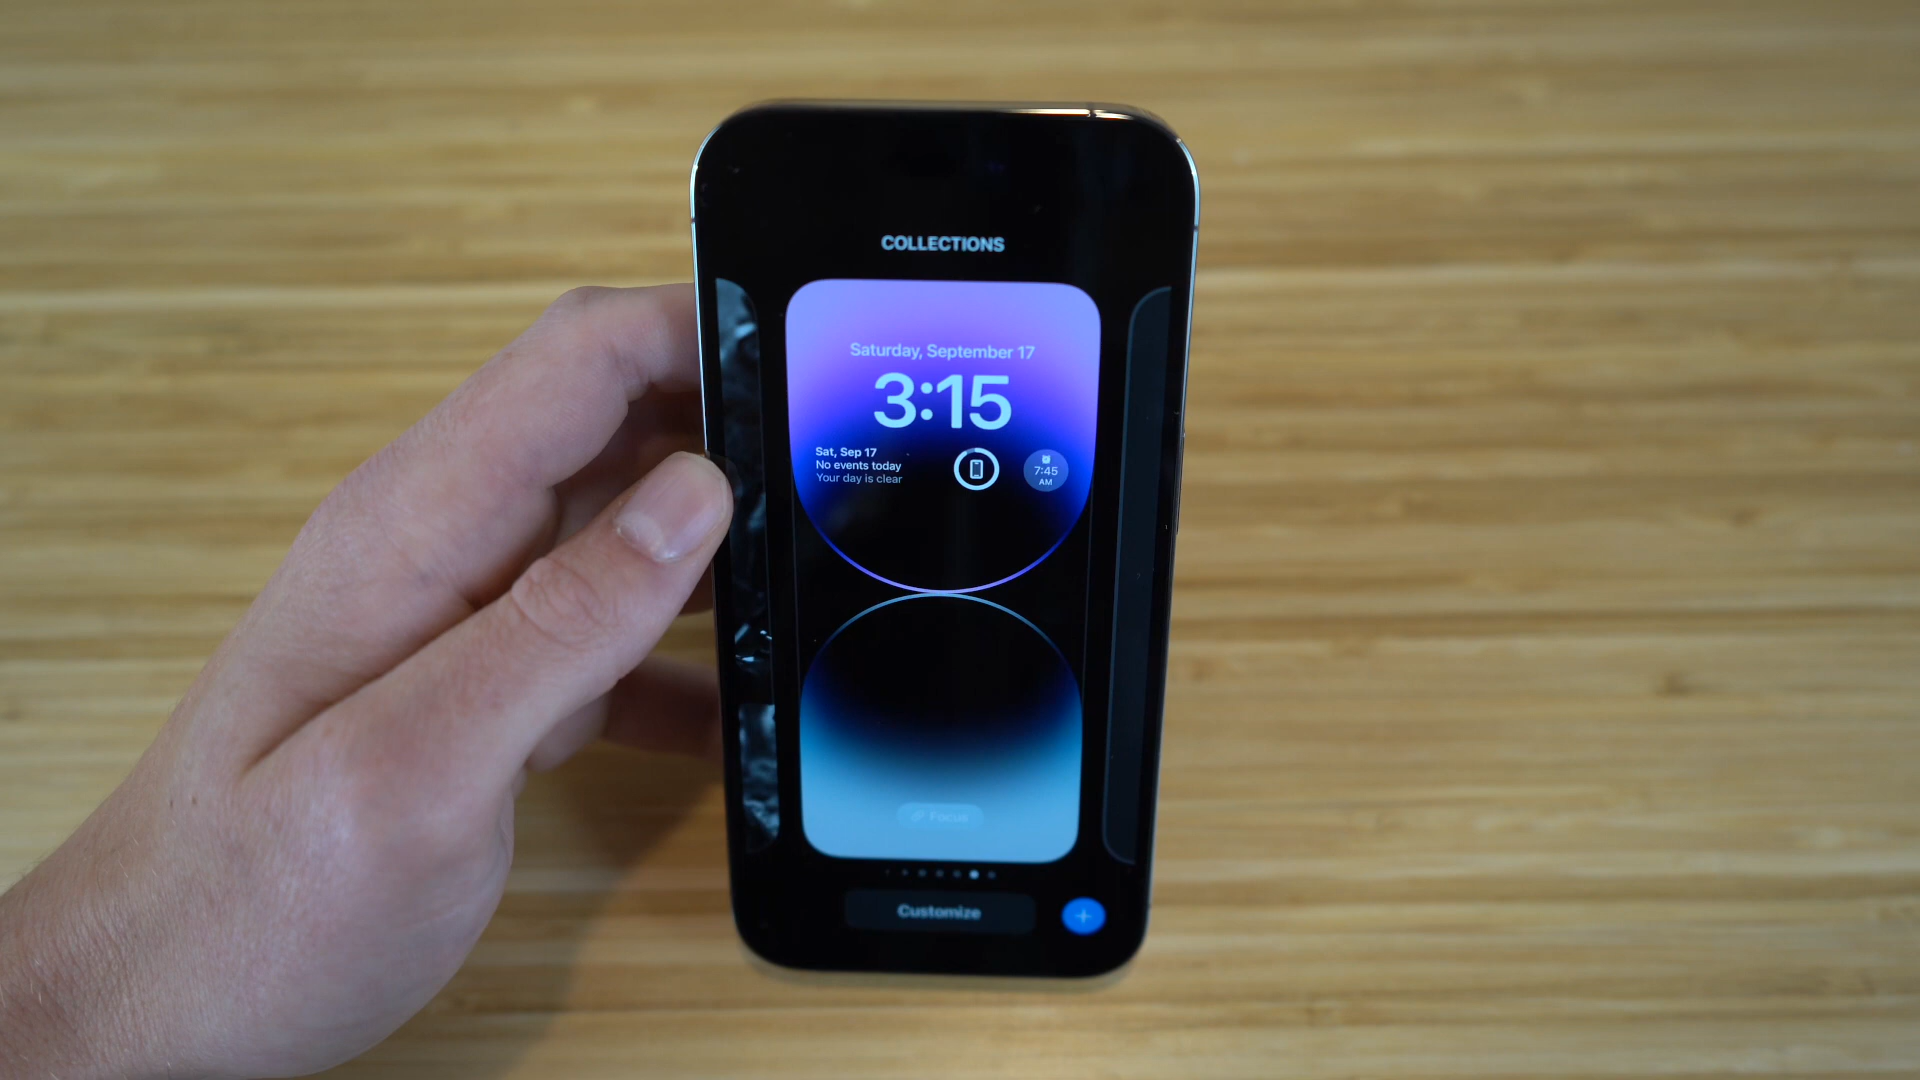 COLLECTIONS
Saturday, September 17
3:15
Sat, Sep 17
No events today
Your day is clear
7:45
AM
Focus
Customize